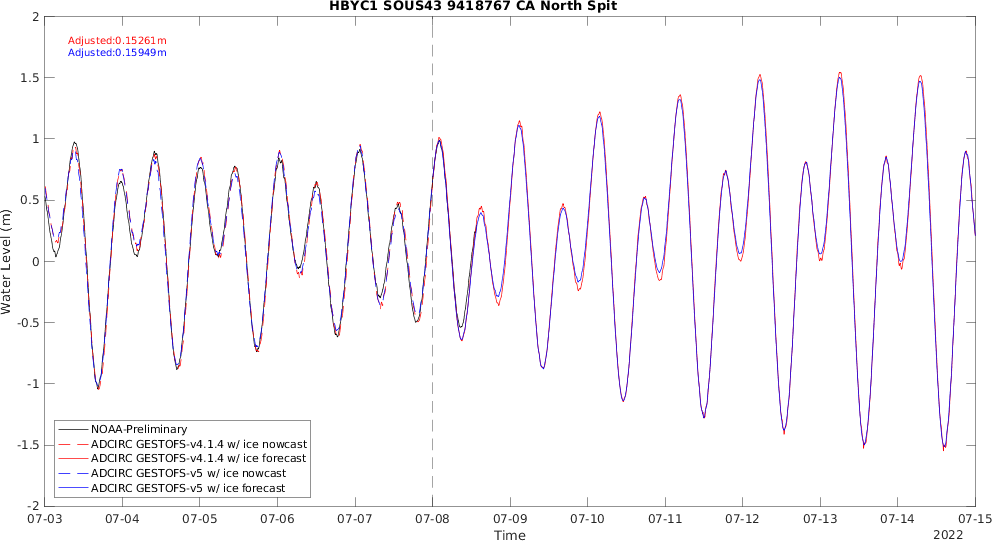 HBYC1 SOUS43 9418767 CA North Spit
Adjusted:0.15261m
Adjusted:0.15949m
2
1.5
1
0.5
0
-0.5
-1
-1.5
-2
Water Level (m)
NOAA-Preliminary
ADCIRC GESTOFS-v4.1.4 w/ ice nowcast
ADCIRC GESTOFS-v4.1.4 w/ ice forecast
ADCIRC GESTOFS-v5 w/ ice nowcast
ADCIRC GESTOFS-v5 w/ ice forecast
07-03 07-04 07-05 07-06 07-07 07-08 07-09 07-10 07-11 07-12 07-13 07-14 07-15
Time
2022